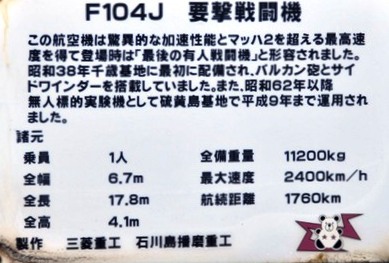 F104J 要撃戦闘機
この航空機は驚異的な加速性能とマッハ2を超える最高速
度を得て登場時は「最後の有人戦闘機」と形容されました。
昭和38年千歳基地に最初に配備され、バルカン砲とサイ
ドワインダーを搭載していました。また、昭和62年以降
無人標的実験機として硫黄島基地で平成9年まで運用され
ました。
諸元
乗員 1人 全備重量 11200kg
全幅 6.7m 最大速度 2400km/h
全長 17.8m 航続距離 1760km
全高 4.1m
製作 三菱重工 石川島播磨重工